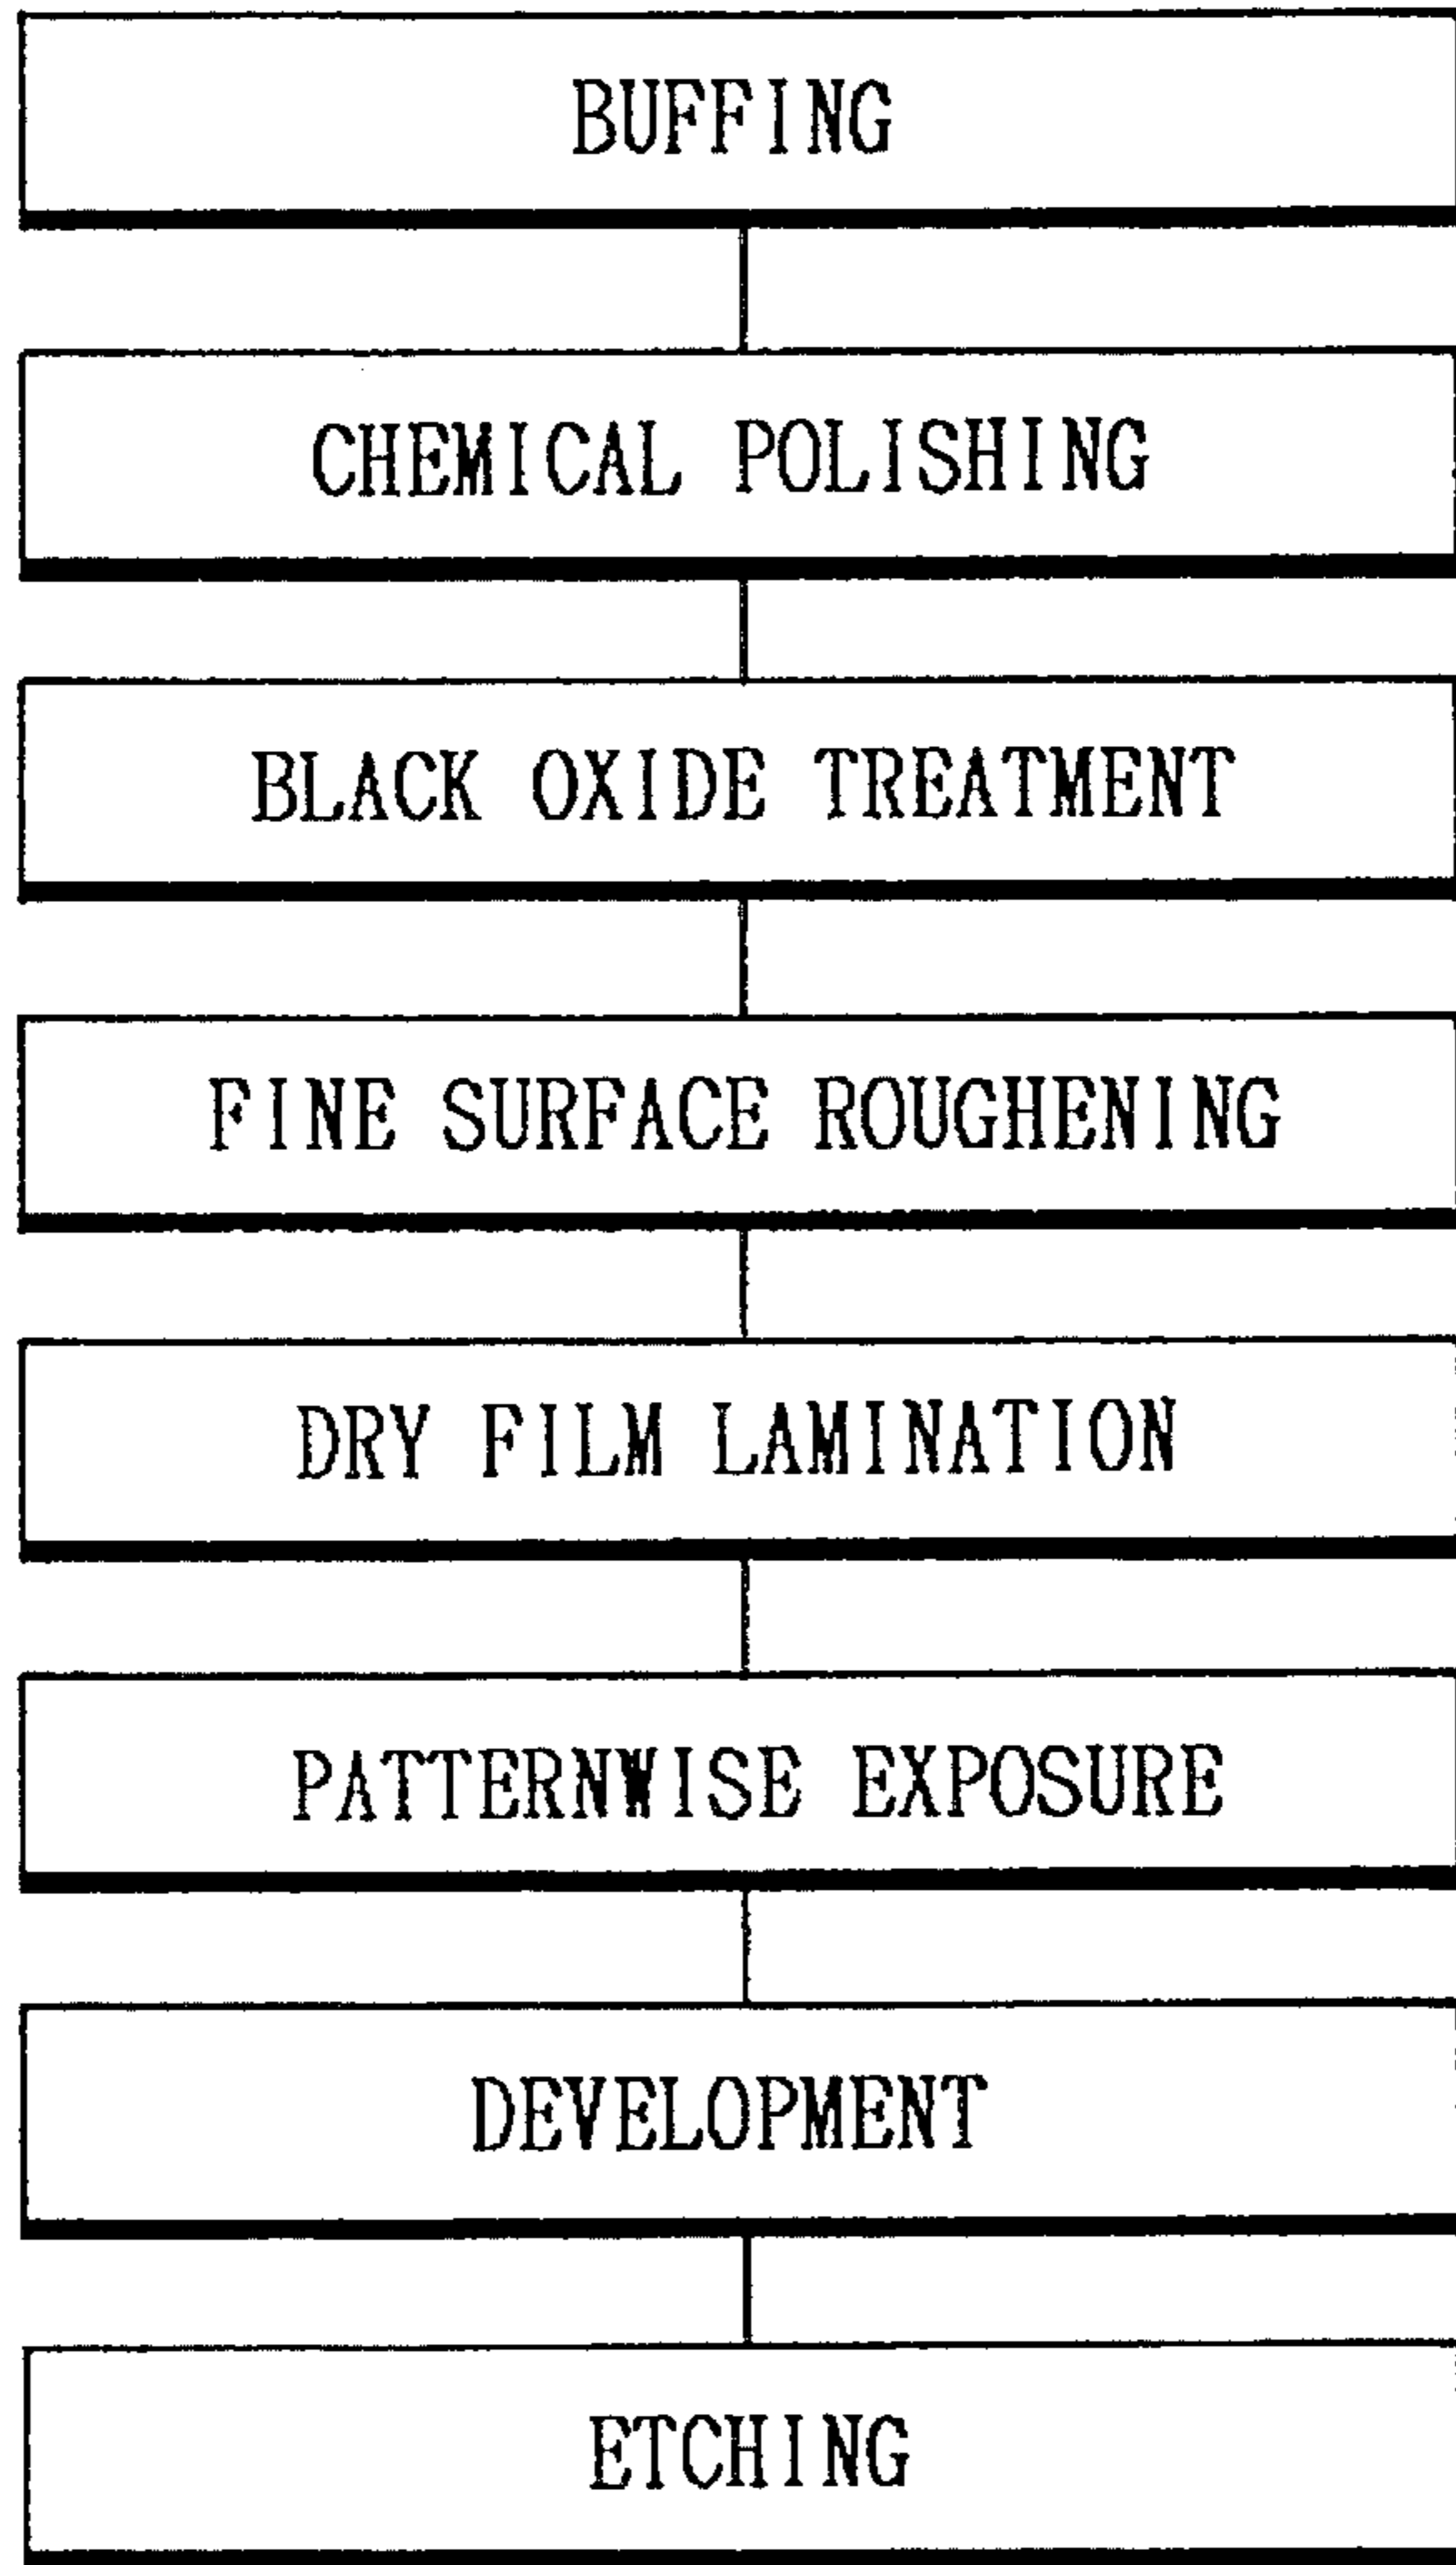 BUFFING
CHEMICAL POLISHING
BLACK OXIDE TREATMENT
FINE SURFACE ROUGHENING
DRY FILM LAMINATION
PATTERNWISE EXPOSURE
DEVELOPMENT
ETCHING